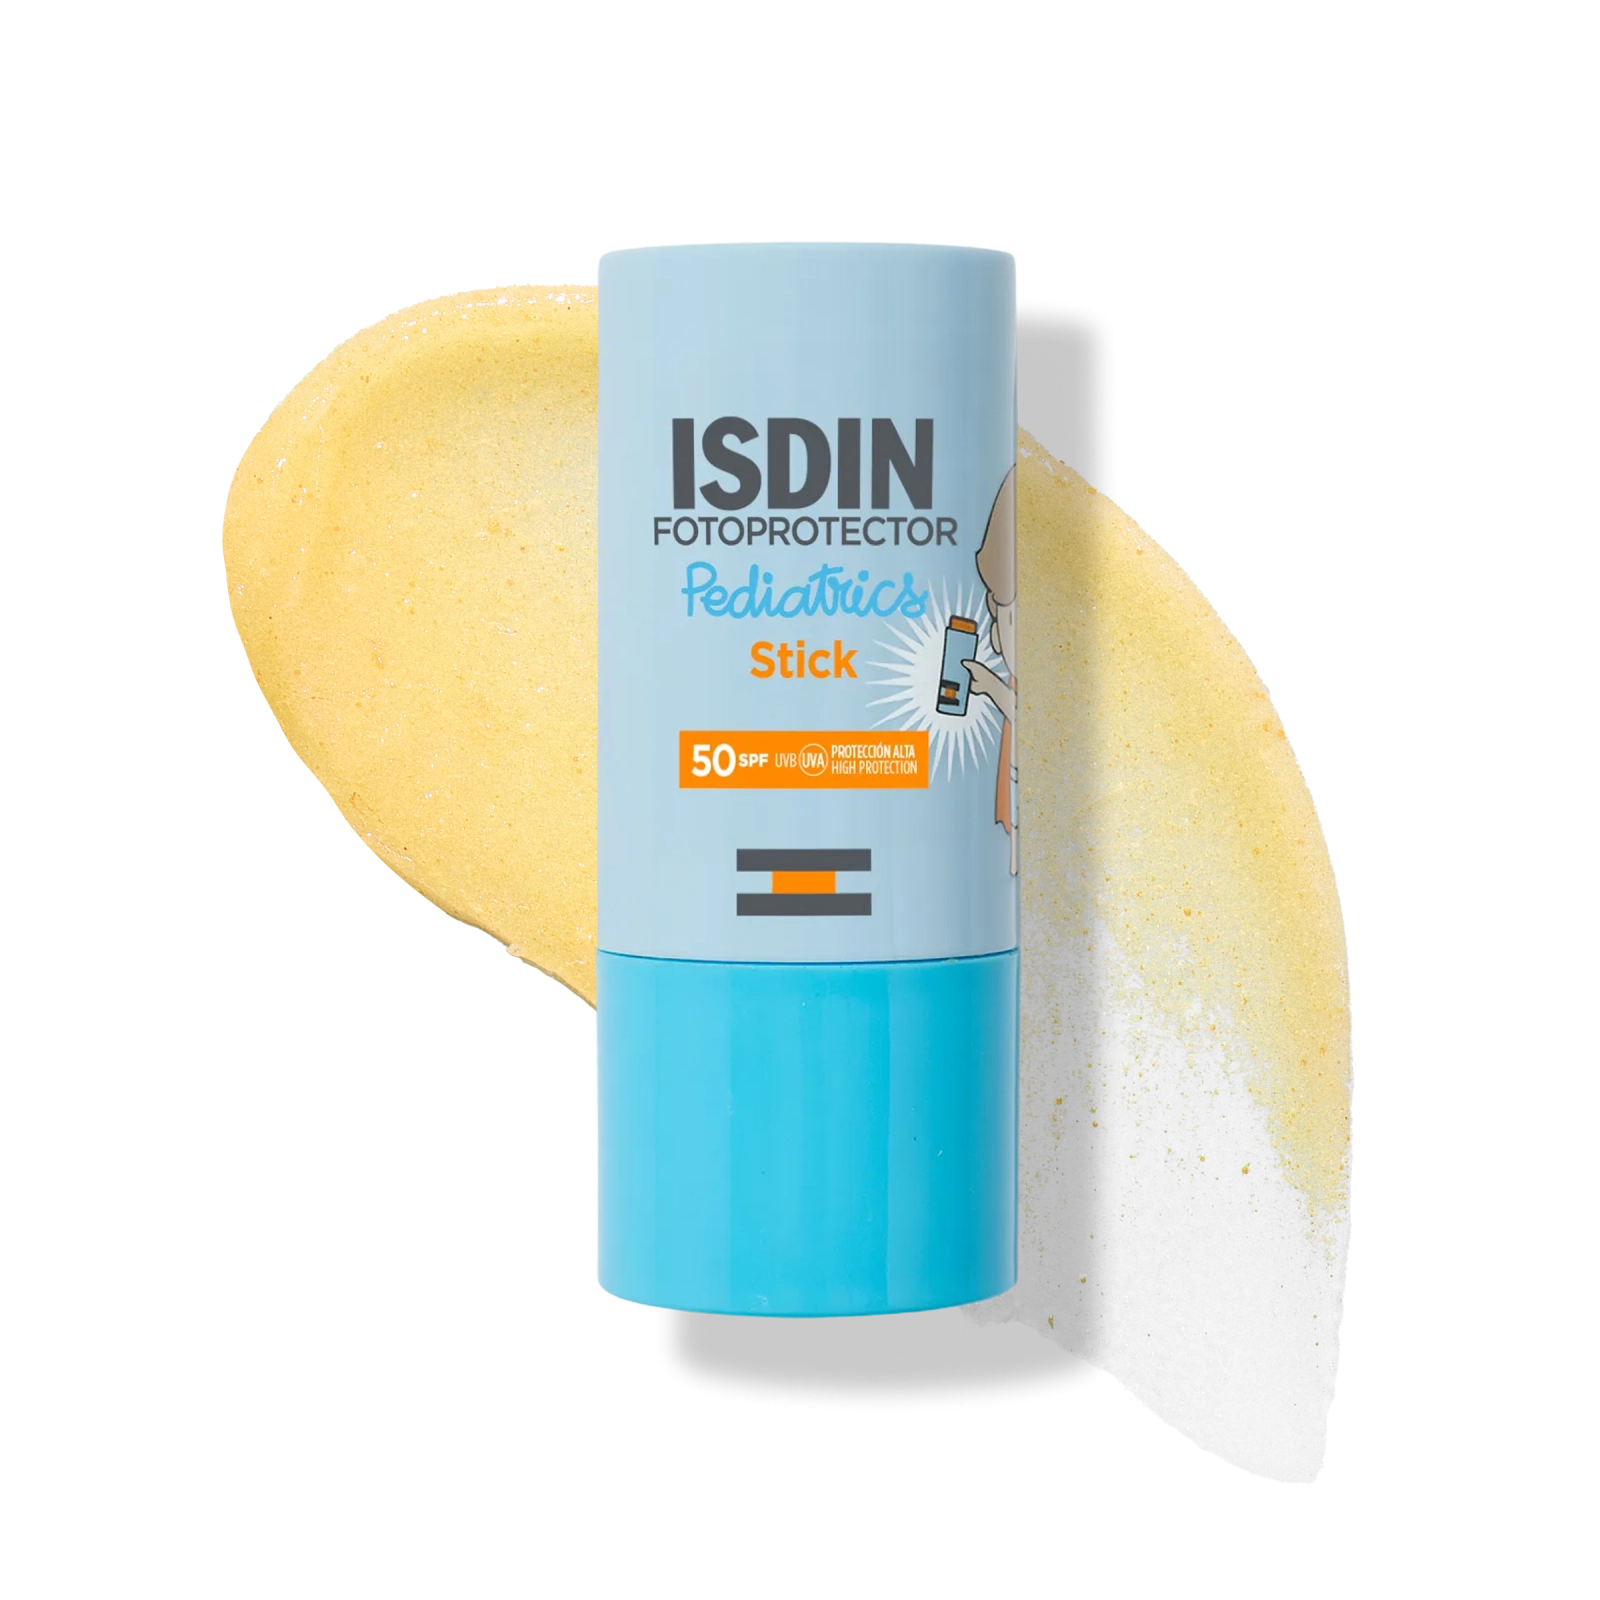 ISDIN
FOTOPROTECTOR
Pediatrics
Stick
50 SPF UVB UVA PROTECCIÓN ALTA
HIGH PROTECTION